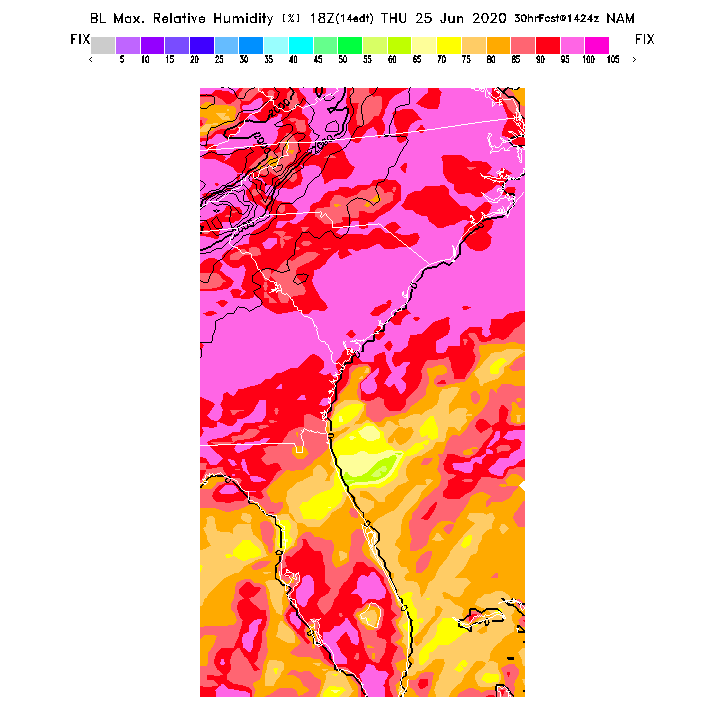 BL Max. Relative Humidity [%] 18Z(14edt) THU 25 Jun 2020 30hrFcst@1424z NAM
FIX FIX
< 5 10 15 20 25 30 35 40 45 50 55 60 65 70 75 80 85 90 95 100 105 >